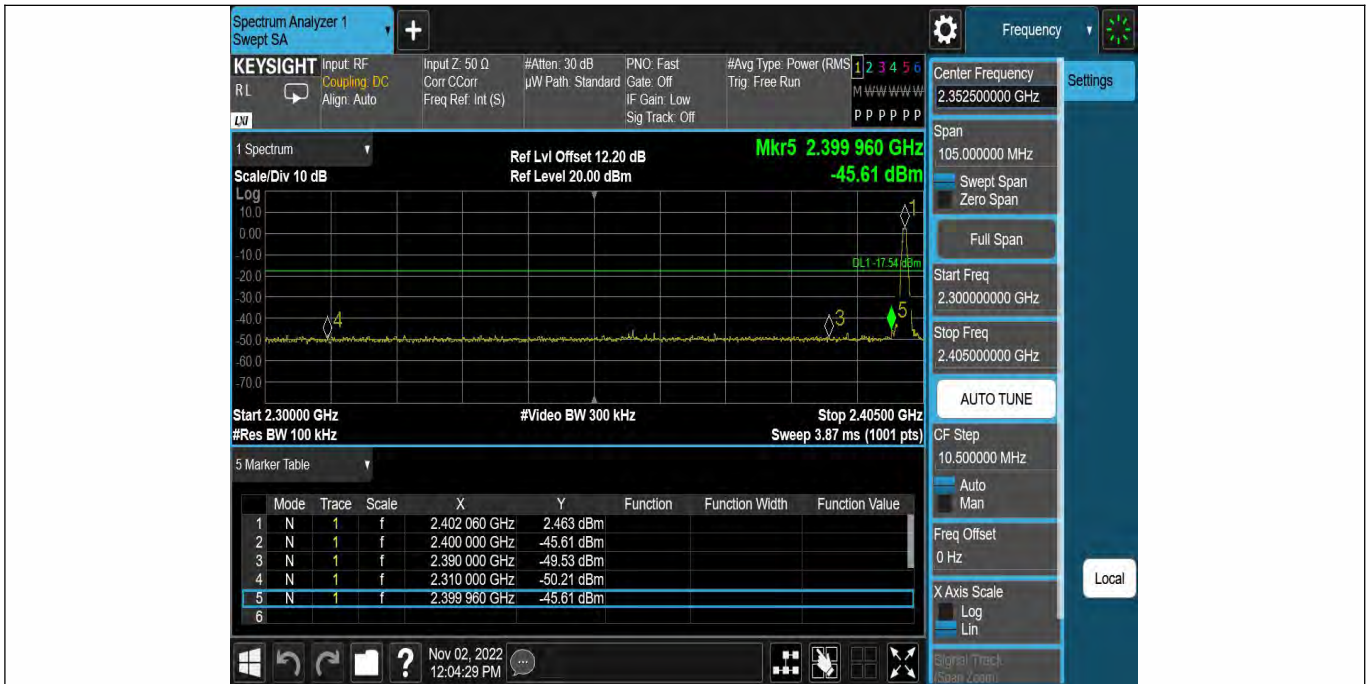 Spectrum Analyzer 1
Swept SA
+
Frequency
KEYSIGHT
RL
LXI
Input: RF
Coupling: DC
Align: Auto
Input Z: 50 Ω
Corr CCorr
Freq Ref: Int (S)
#Atten: 30 dB
µW Path: Standard
PNO: Fast
Gate: Off
IF Gain: Low
Sig Track: Off
#Avg Type: Power (RMS
Trig: Free Run
1 2 3 4 5 6
M W W W W W
P P P P P P
1 Spectrum
Scale/Div 10 dB
Ref Lvl Offset 12.20 dB
Ref Level 20.00 dBm
Mkr5 2.399 960 GHz
-45.61 dBm
Log
10.0
0.00
-10.0
-20.0
-30.0
-40.0
-50.0
-60.0
-70.0
1
DL1 -17.54 dBm
4
3
5
Start 2.30000 GHz
#Video BW 300 kHz
Stop 2.40500 GHz
#Res BW 100 kHz
Sweep 3.87 ms (1001 pts)
5 Marker Table
Mode Trace Scale X Y Function Function Width Function Value
1 N 1 f 2.402 060 GHz 2.463 dBm
2 N 1 f 2.400 000 GHz -45.61 dBm
3 N 1 f 2.390 000 GHz -49.53 dBm
4 N 1 f 2.310 000 GHz -50.21 dBm
5 N 1 f 2.399 960 GHz -45.61 dBm
6
?
Nov 02, 2022
12:04:29 PM
Center Frequency
2.352500000 GHz
Settings
Span
105.000000 MHz
Swept Span
Zero Span
Full Span
Start Freq
2.300000000 GHz
Stop Freq
2.405000000 GHz
AUTO TUNE
CF Step
10.500000 MHz
Auto
Man
Freq Offset
0 Hz
X Axis Scale
Log
Lin
Signal Track
(Span Zoom)
Local